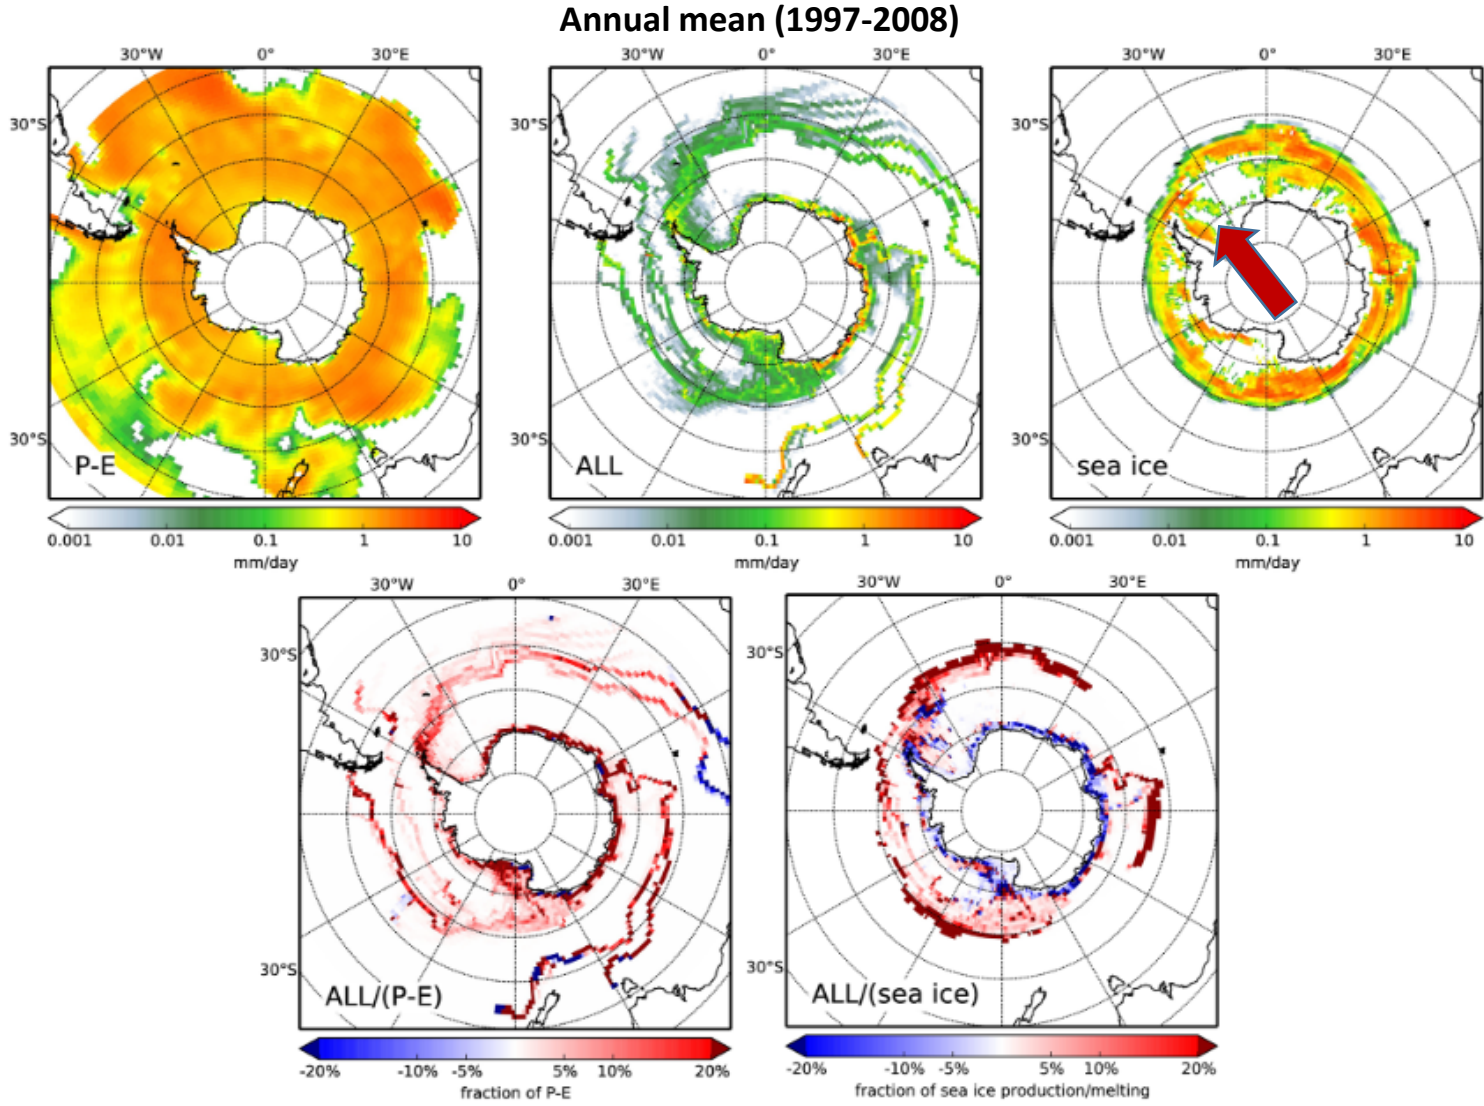 Annual mean (1997-2008)
30°W 0° 30°E
30°W 0° 30°E
30°W 0° 30°E
30°S
30°S
30°S
30°S
30°S
30°S
P-E
ALL
sea ice
0.001 0.01 0.1 1 10
0.001 0.01 0.1 1 10
0.001 0.01 0.1 1 10
mm/day
mm/day
mm/day
30°W 0° 30°E
30°W 0° 30°E
30°S
30°S
30°S
30°S
ALL/(P-E)
ALL/(sea ice)
-20% -10% -5% 5% 10% 20%
-20% -10% -5% 5% 10% 20%
fraction of P-E
fraction of sea ice production/melting